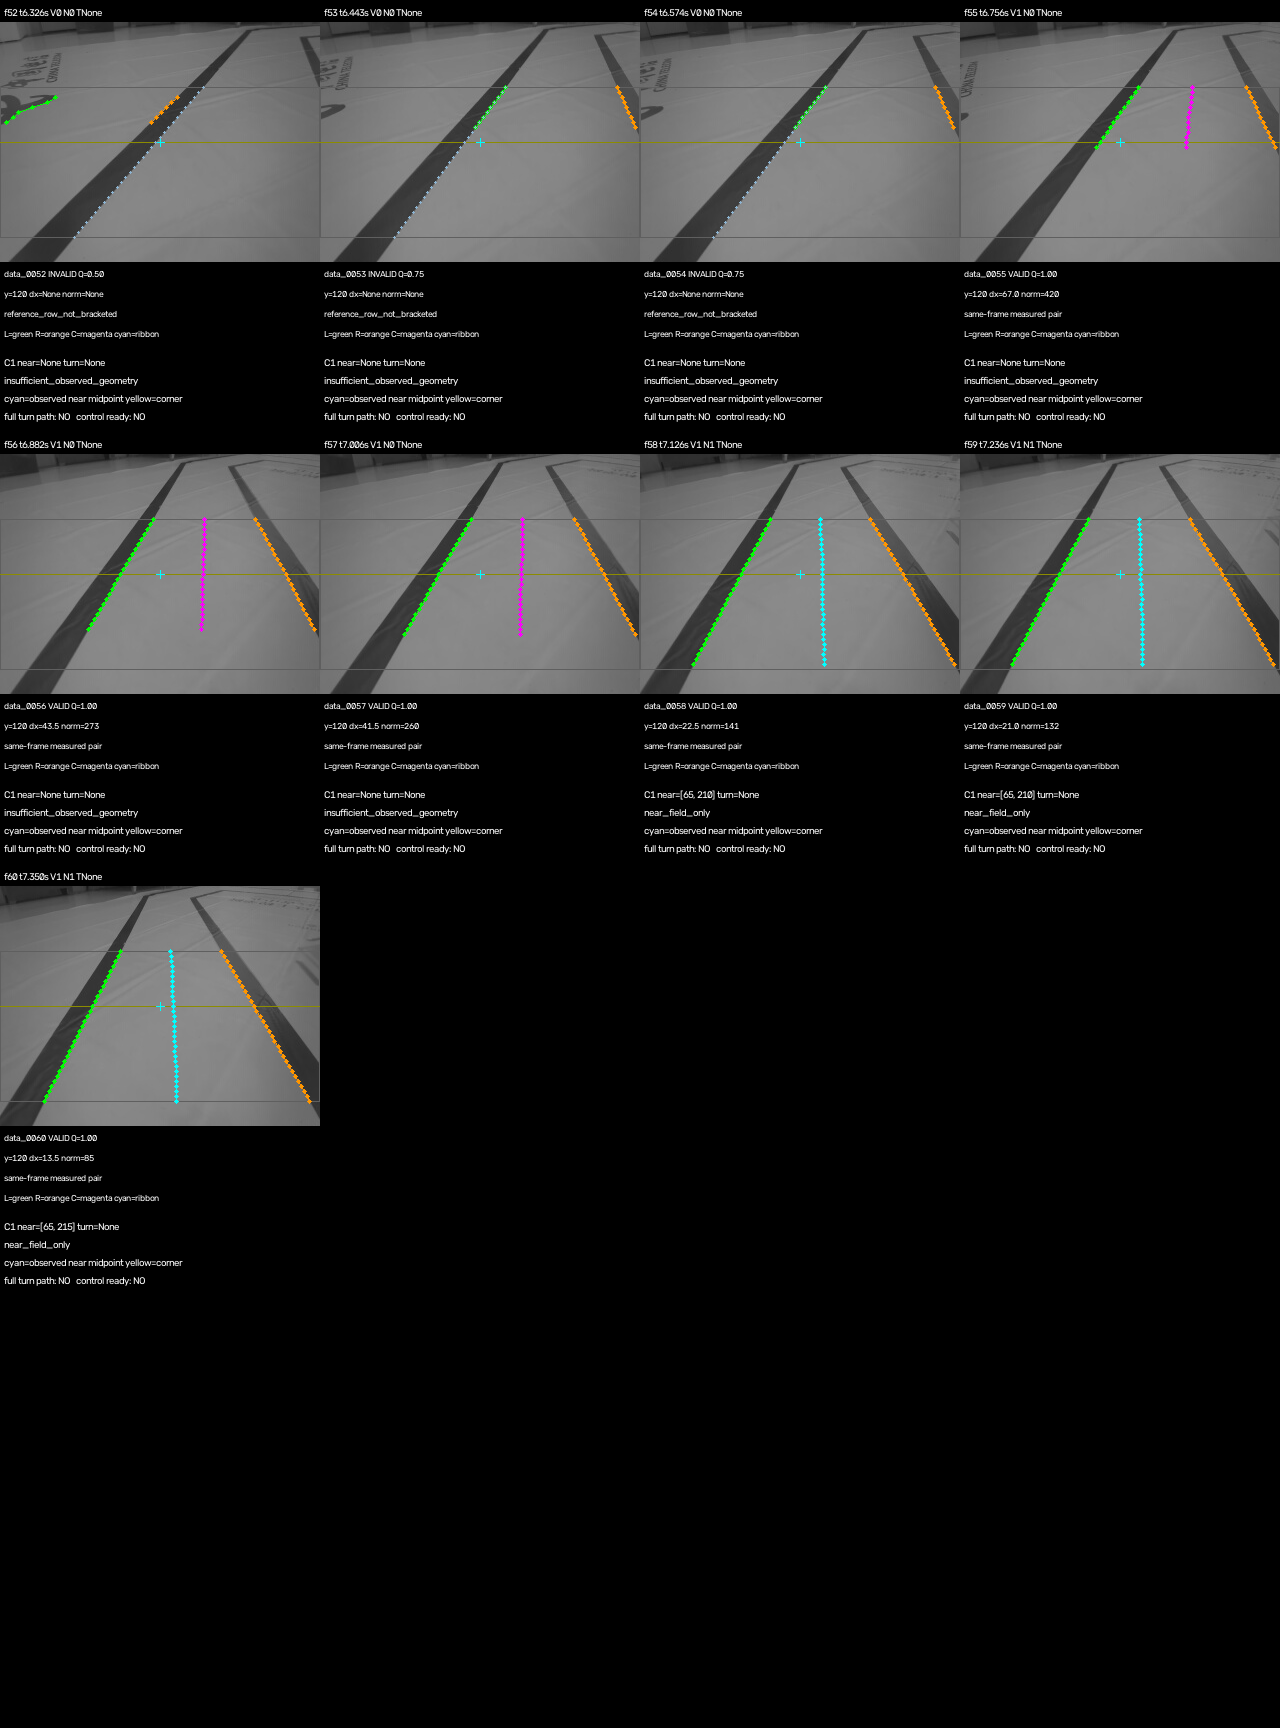 f52 t6.326s V0 N0 TNone
CHINA TELECOM
data_0052 INVALID Q=0.50
y=120 dx=None norm=None
reference_row_not_bracketed
L=green R=orange C=magenta cyan=ribbon
C1 near=None turn=None
insufficient_observed_geometry
cyan=observed near midpoint yellow=corner
full turn path: NO control ready: NO
f53 t6.443s V0 N0 TNone
CHINA TELECOM
data_0053 INVALID Q=0.75
y=120 dx=None norm=None
reference_row_not_bracketed
L=green R=orange C=magenta cyan=ribbon
C1 near=None turn=None
insufficient_observed_geometry
cyan=observed near midpoint yellow=corner
full turn path: NO control ready: NO
f54 t6.574s V0 N0 TNone
CHINA TELECOM
data_0054 INVALID Q=0.75
y=120 dx=None norm=None
reference_row_not_bracketed
L=green R=orange C=magenta cyan=ribbon
C1 near=None turn=None
insufficient_observed_geometry
cyan=observed near midpoint yellow=corner
full turn path: NO control ready: NO
f55 t6.756s V1 N0 TNone
CHINA TELECOM
data_0055 VALID Q=1.00
y=120 dx=67.0 norm=420
same-frame measured pair
L=green R=orange C=magenta cyan=ribbon
C1 near=None turn=None
insufficient_observed_geometry
cyan=observed near midpoint yellow=corner
full turn path: NO control ready: NO
f56 t6.882s V1 N0 TNone
data_0056 VALID Q=1.00
y=120 dx=43.5 norm=273
same-frame measured pair
L=green R=orange C=magenta cyan=ribbon
C1 near=None turn=None
insufficient_observed_geometry
cyan=observed near midpoint yellow=corner
full turn path: NO control ready: NO
f57 t7.006s V1 N0 TNone
data_0057 VALID Q=1.00
y=120 dx=41.5 norm=260
same-frame measured pair
L=green R=orange C=magenta cyan=ribbon
C1 near=None turn=None
insufficient_observed_geometry
cyan=observed near midpoint yellow=corner
full turn path: NO control ready: NO
f58 t7.126s V1 N1 TNone
data_0058 VALID Q=1.00
y=120 dx=22.5 norm=141
same-frame measured pair
L=green R=orange C=magenta cyan=ribbon
C1 near=[65, 210] turn=None
near_field_only
cyan=observed near midpoint yellow=corner
full turn path: NO control ready: NO
f59 t7.236s V1 N1 TNone
data_0059 VALID Q=1.00
y=120 dx=21.0 norm=132
same-frame measured pair
L=green R=orange C=magenta cyan=ribbon
C1 near=[65, 210] turn=None
near_field_only
cyan=observed near midpoint yellow=corner
full turn path: NO control ready: NO
f60 t7.350s V1 N1 TNone
data_0060 VALID Q=1.00
y=120 dx=13.5 norm=85
same-frame measured pair
L=green R=orange C=magenta cyan=ribbon
C1 near=[65, 215] turn=None
near_field_only
cyan=observed near midpoint yellow=corner
full turn path: NO control ready: NO